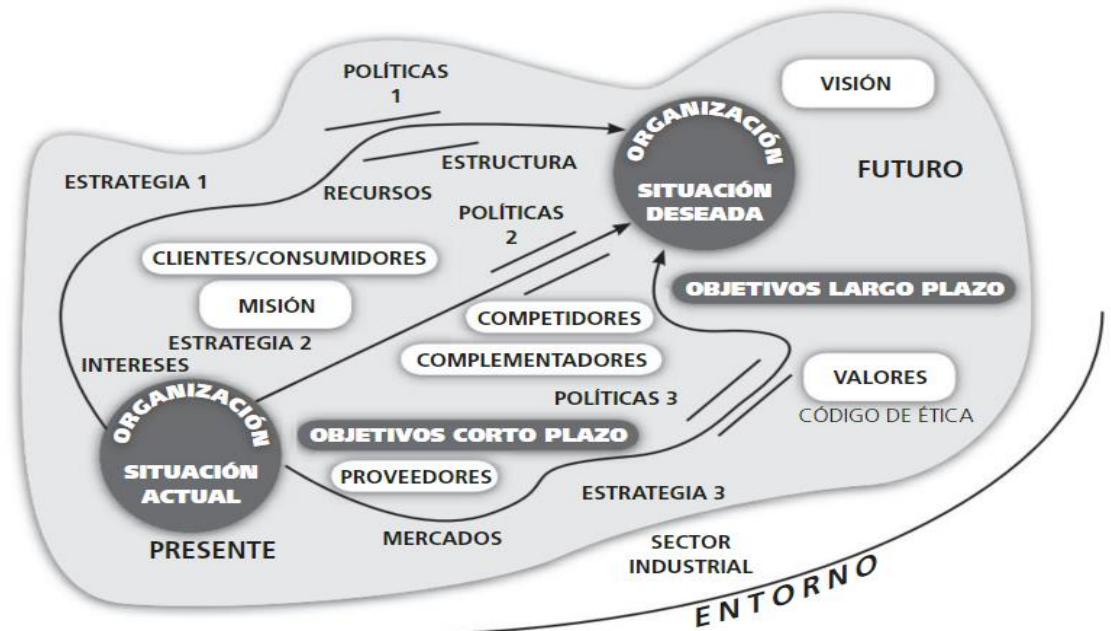 POLÍTICAS
1
VISIÓN
ORGANIZACIÓN
SITUACIÓN
DESEADA
FUTURO
ESTRATEGIA 1
ESTRUCTURA
RECURSOS
POLÍTICAS
2
CLIENTES/CONSUMIDORES
MISIÓN
OBJETIVOS LARGO PLAZO
COMPETIDORES
ESTRATEGIA 2
INTERESES
COMPLEMENTADORES
VALORES
CÓDIGO DE ÉTICA
POLÍTICAS 3
ORGANIZACIÓN
SITUACIÓN
ACTUAL
OBJETIVOS CORTO PLAZO
PROVEEDORES
ESTRATEGIA 3
MERCADOS
PRESENTE
SECTOR
INDUSTRIAL
ENTORNO